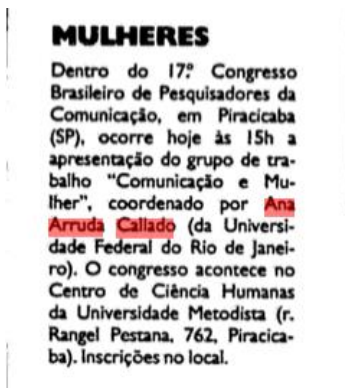 MULHERES
Dentro do 17º Congresso
Brasileiro de Pesquisadores da
Comunicação, em Piracicaba
(SP), ocorre hoje às 15h a
apresentação do grupo de tra-
balho "Comunicação e Mu-
lher", coordenado por Ana
Arruda Callado (da Universi-
dade Federal do Rio de Janei-
ro). O congresso acontece no
Centro de Ciência Humanas
da Universidade Metodista (r.
Rangel Pestana, 762, Piracica-
ba). Inscrições no local.